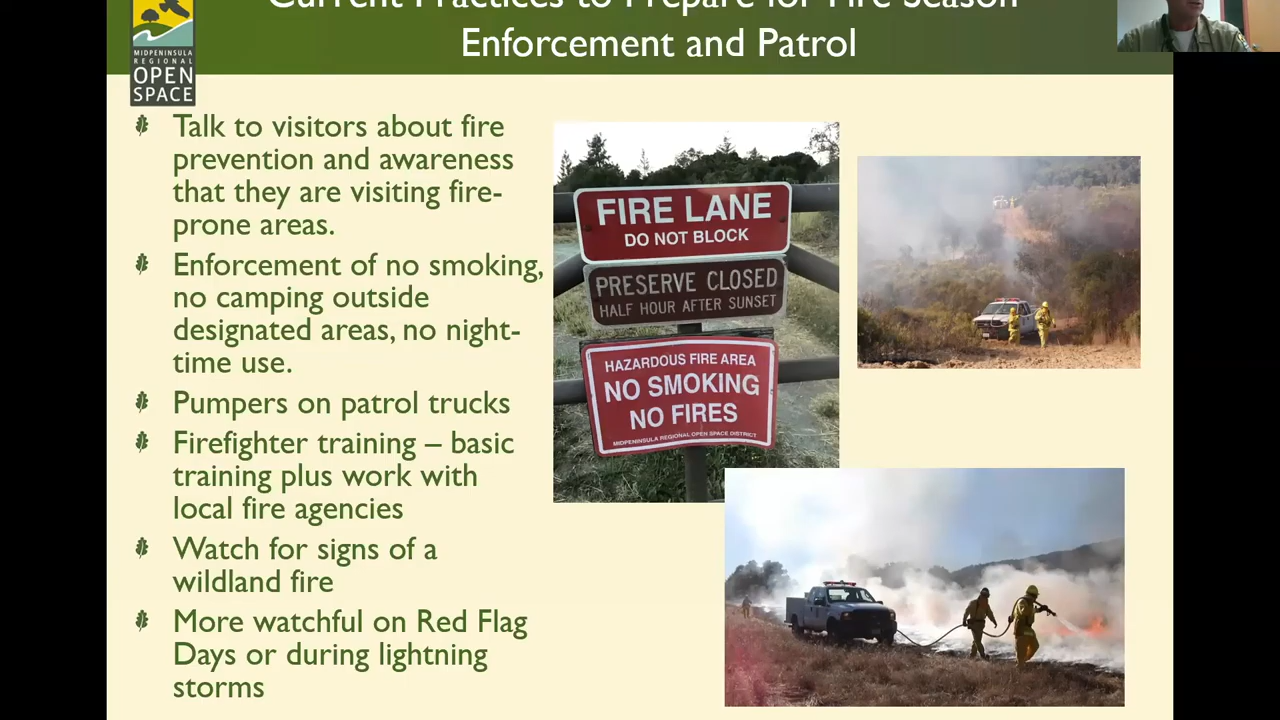 Current Practices to Prepare for Fire Season
Enforcement and Patrol
MIDPENINSULA
REGIONAL
OPEN
SPACE
Talk to visitors about fire
prevention and awareness
that they are visiting fire-
prone areas.
Enforcement of no smoking,
no camping outside
designated areas, no night-
time use.
Pumpers on patrol trucks
Firefighter training – basic
training plus work with
local fire agencies
Watch for signs of a
wildland fire
More watchful on Red Flag
Days or during lightning
storms
FIRE LANE
DO NOT BLOCK
PRESERVE CLOSED
HALF HOUR AFTER SUNSET
HAZARDOUS FIRE AREA
NO SMOKING
NO FIRES
MIDPENINSULA REGIONAL OPEN SPACE DISTRICT